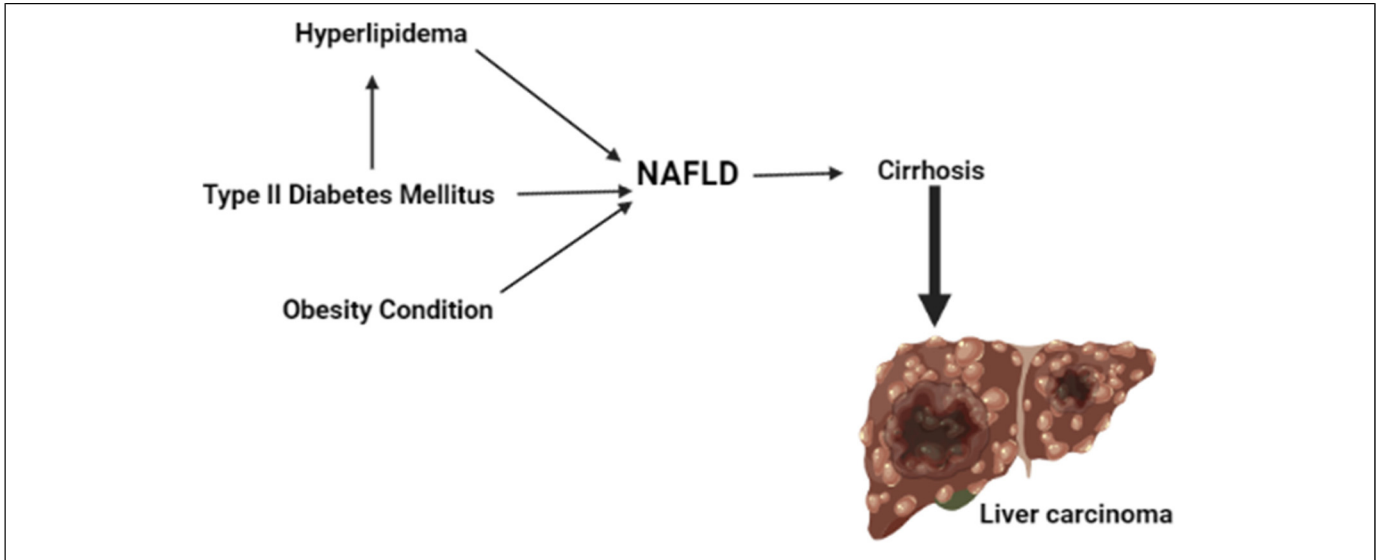 Hyperlipidema
Type II Diabetes Mellitus
Obesity Condition
NAFLD
Cirrhosis
Liver carcinoma